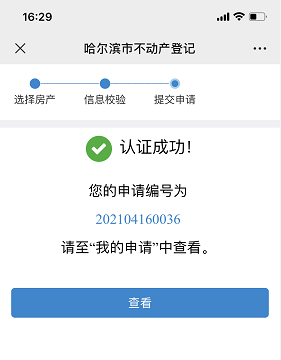 16:29
哈尔滨市不动产登记
选择房产 信息校验 提交申请
认证成功！
您的申请编号为
202104160036
请至“我的申请”中查看。
查看